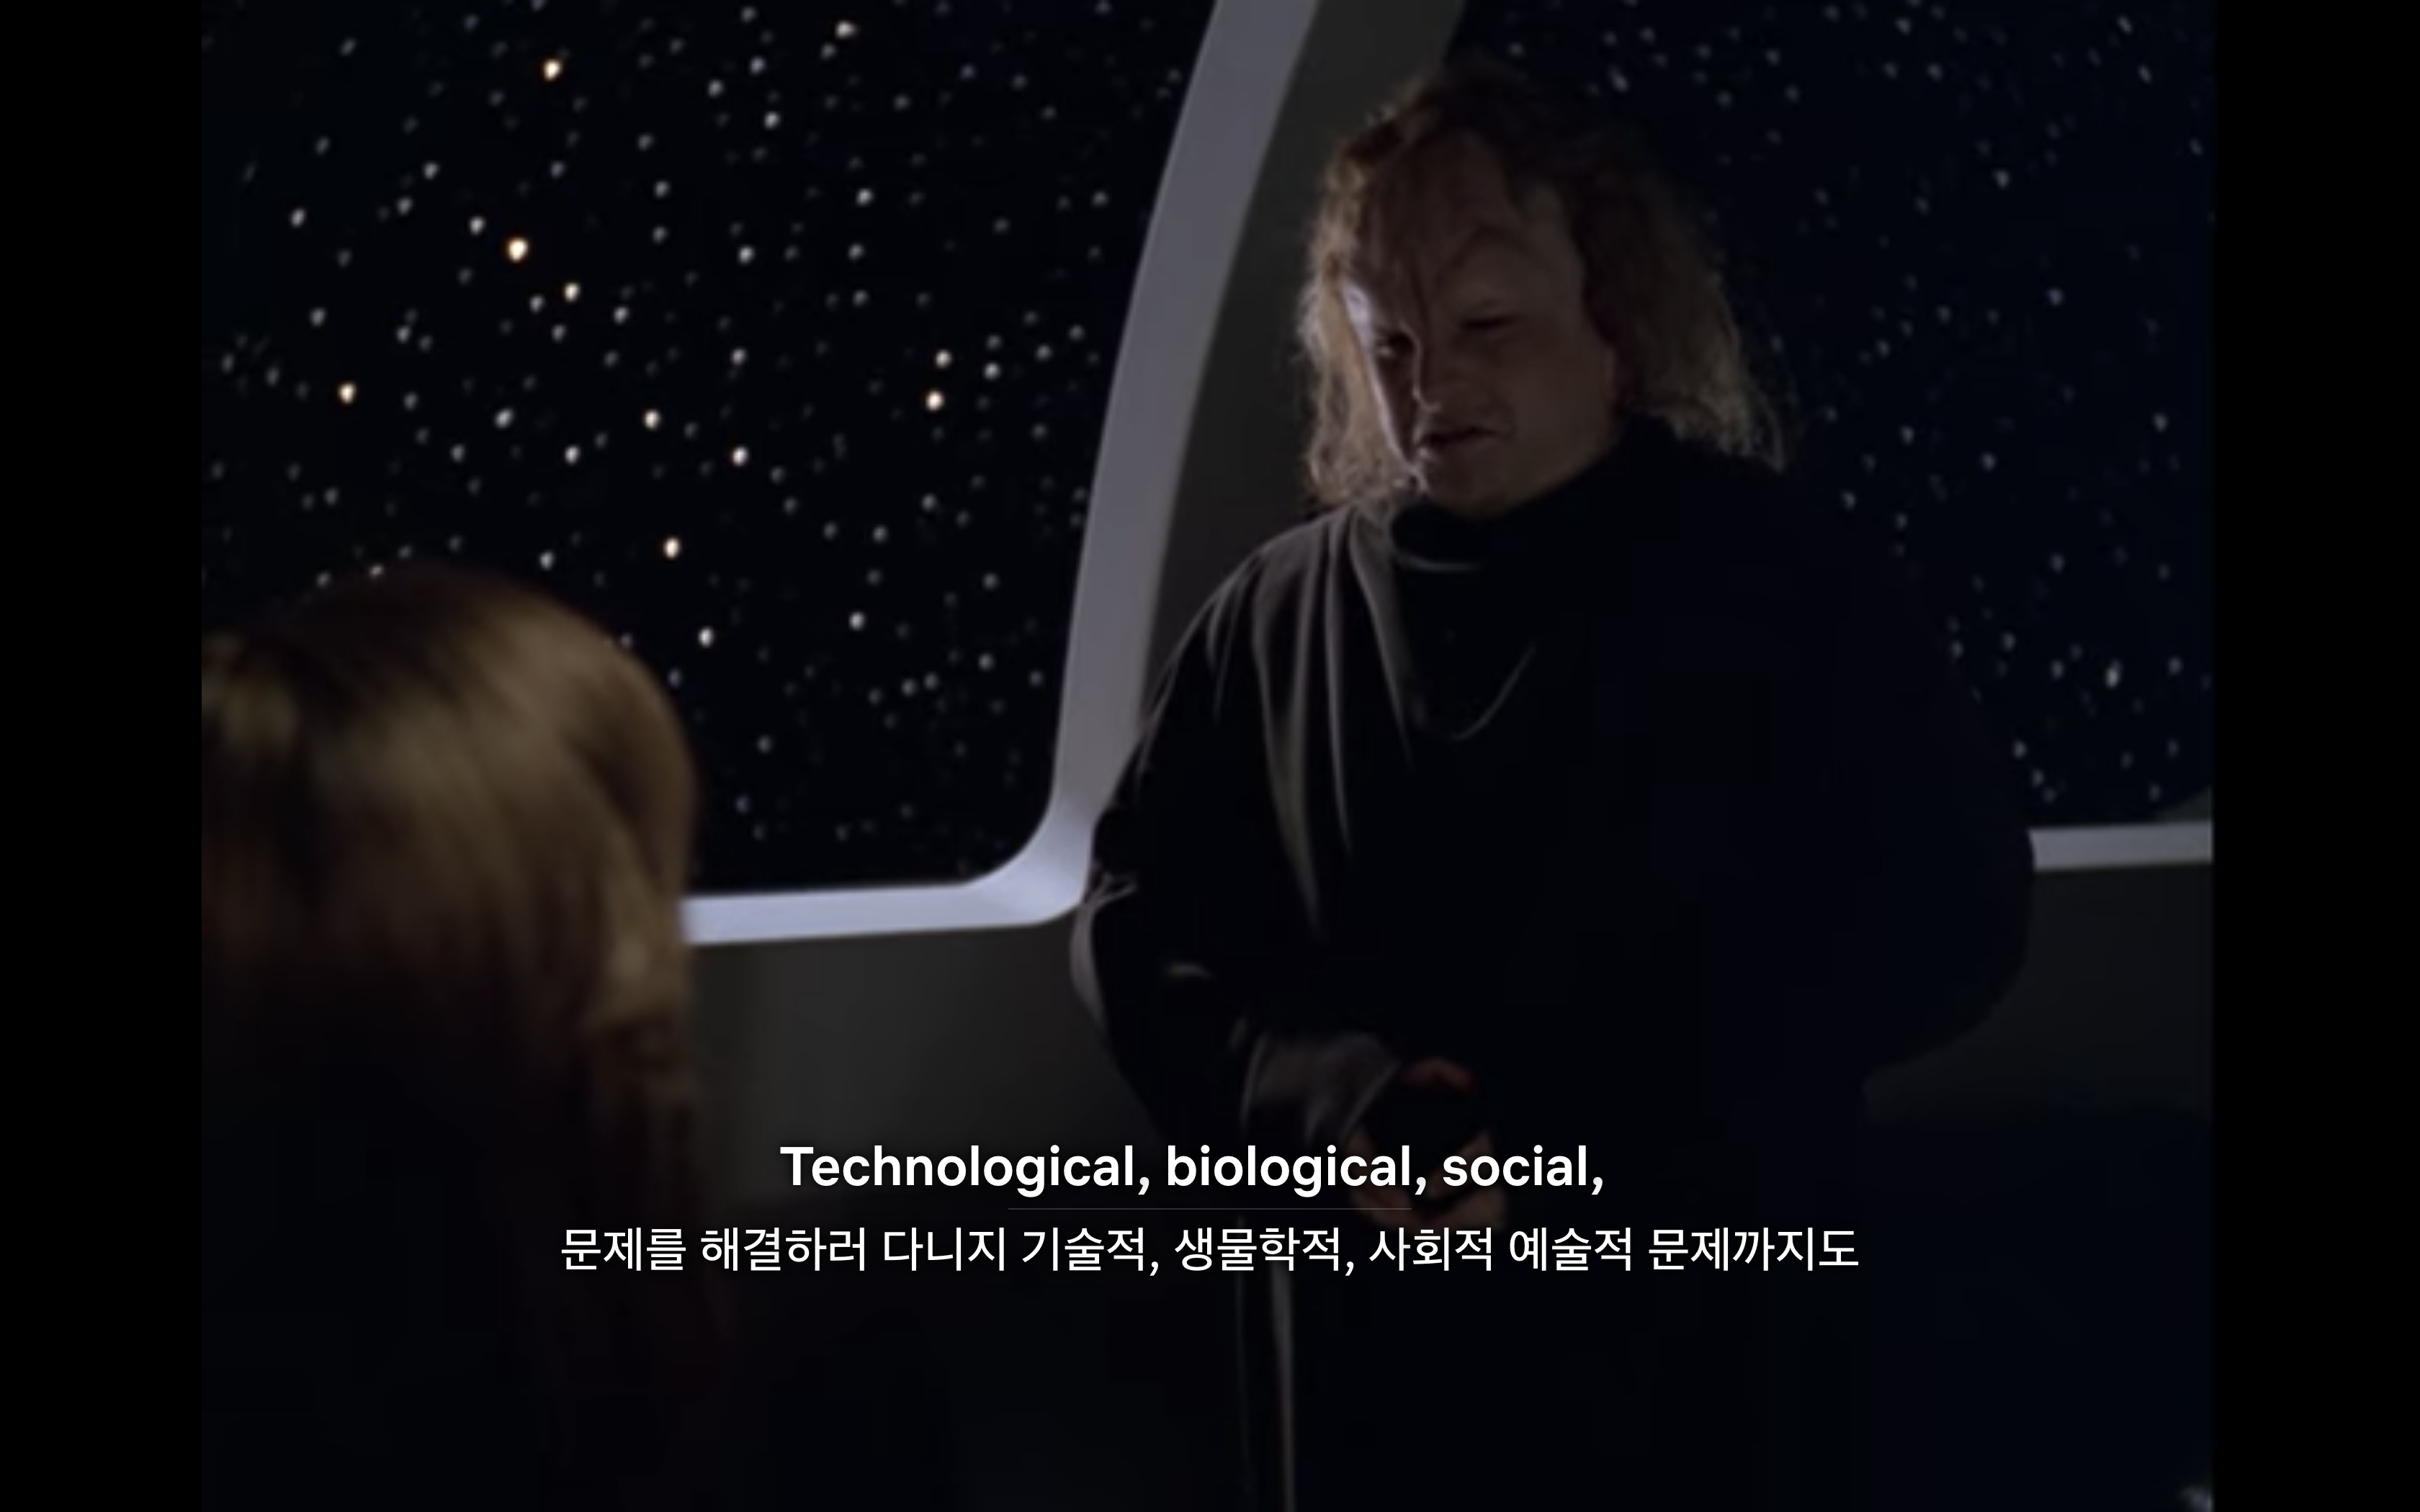 Technological, biological, social,
문제를 해결하러 다니지 기술적, 생물학적, 사회적 예술적 문제까지도